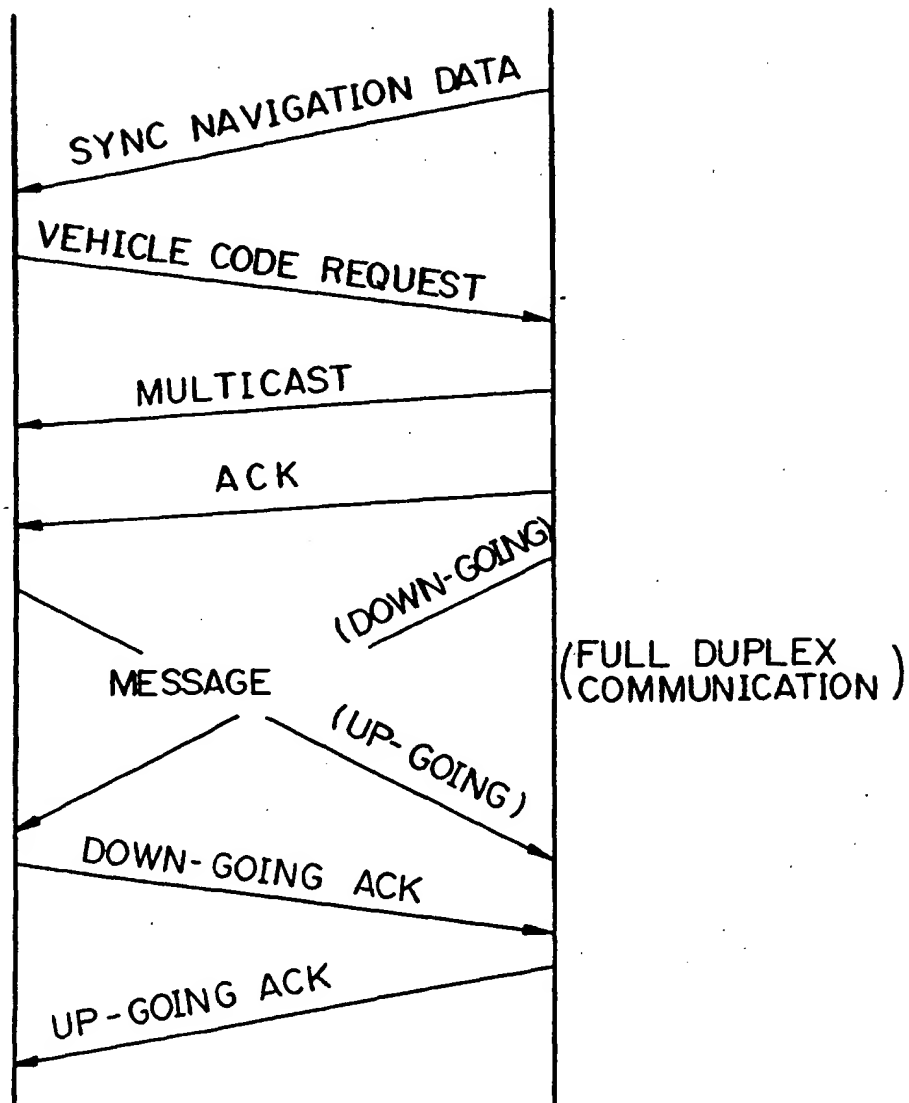 SYNC NAVIGATION DATA
VEHICLE CODE REQUEST
MULTICAST
ACK
(DOWN-GOING)
(FULL DUPLEX
COMMUNICATION)
MESSAGE
(UP-GOING)
DOWN-GOING ACK
UP-GOING ACK